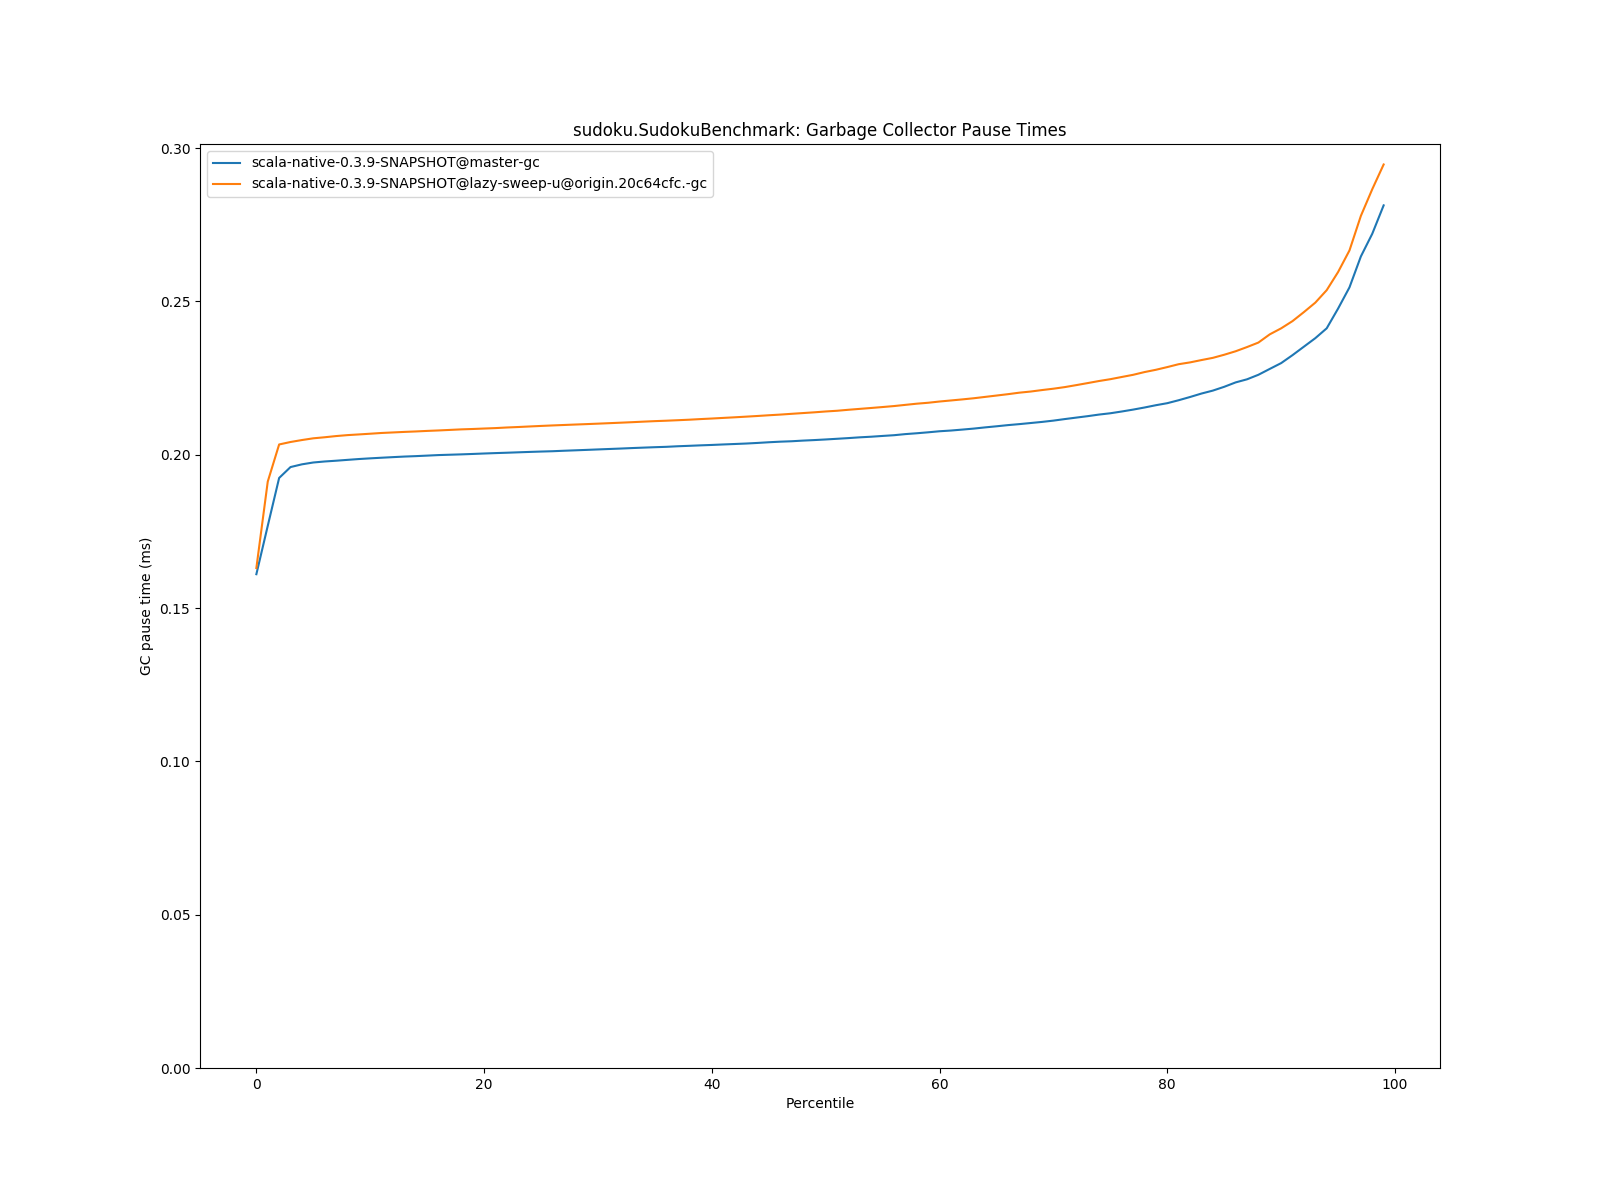 sudoku.SudokuBenchmark: Garbage Collector Pause Times
scala-native-0.3.9-SNAPSHOT@master-gc
scala-native-0.3.9-SNAPSHOT@lazy-sweep-u@origin.20c64cfc.-gc
GC pause time (ms)
0.30
0.25
0.20
0.15
0.10
0.05
0.00
0 20 40 60 80 100
Percentile